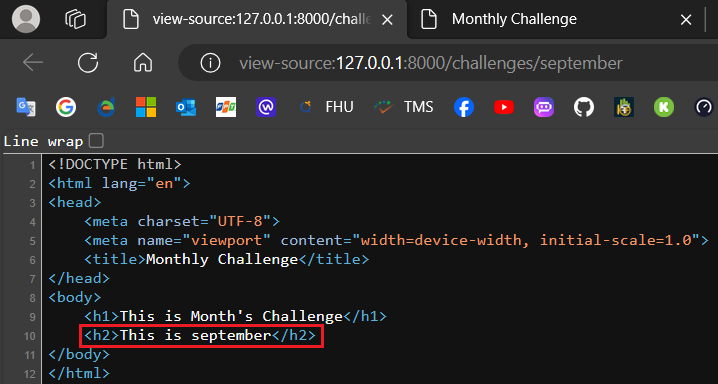 view-source:127.0.0.1:8000/challe
Monthly Challenge
view-source:127.0.0.1:8000/challenges/september
FPT
FHU
TMS
Line wrap
1 <!DOCTYPE html>
2 <html lang="en">
3 <head>
4 <meta charset="UTF-8">
5 <meta name="viewport" content="width=device-width, initial-scale=1.0">
6 <title>Monthly Challenge</title>
7 </head>
8 <body>
9 <h1>This is Month's Challenge</h1>
10 <h2>This is september</h2>
11 </body>
12 </html>